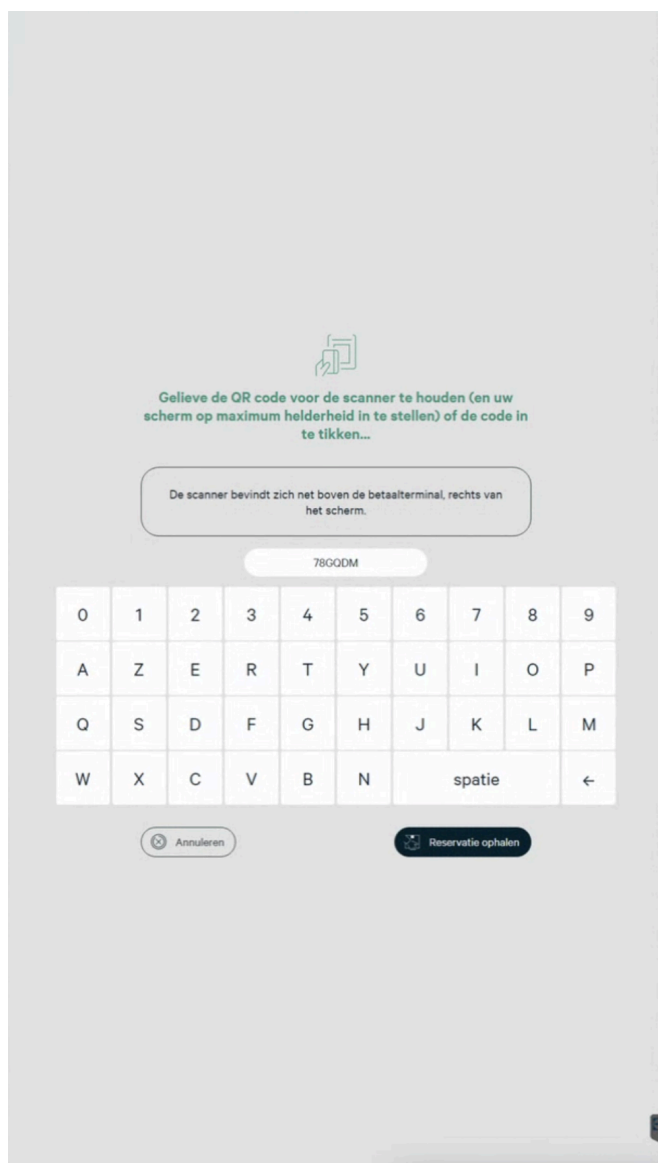 Gelieve de QR code voor de scanner te houden (en uw
scherm op maximum helderheid in te stellen) of de code in
te tikken...
De scanner bevindt zich net boven de betaalterminal, rechts van
het scherm.
78GQDM
0 1 2 3 4 5 6 7 8 9
A Z E R T Y U I O P
Q S D F G H J K L M
W X C V B N spatie ←
Annuleren Reservatie ophalen